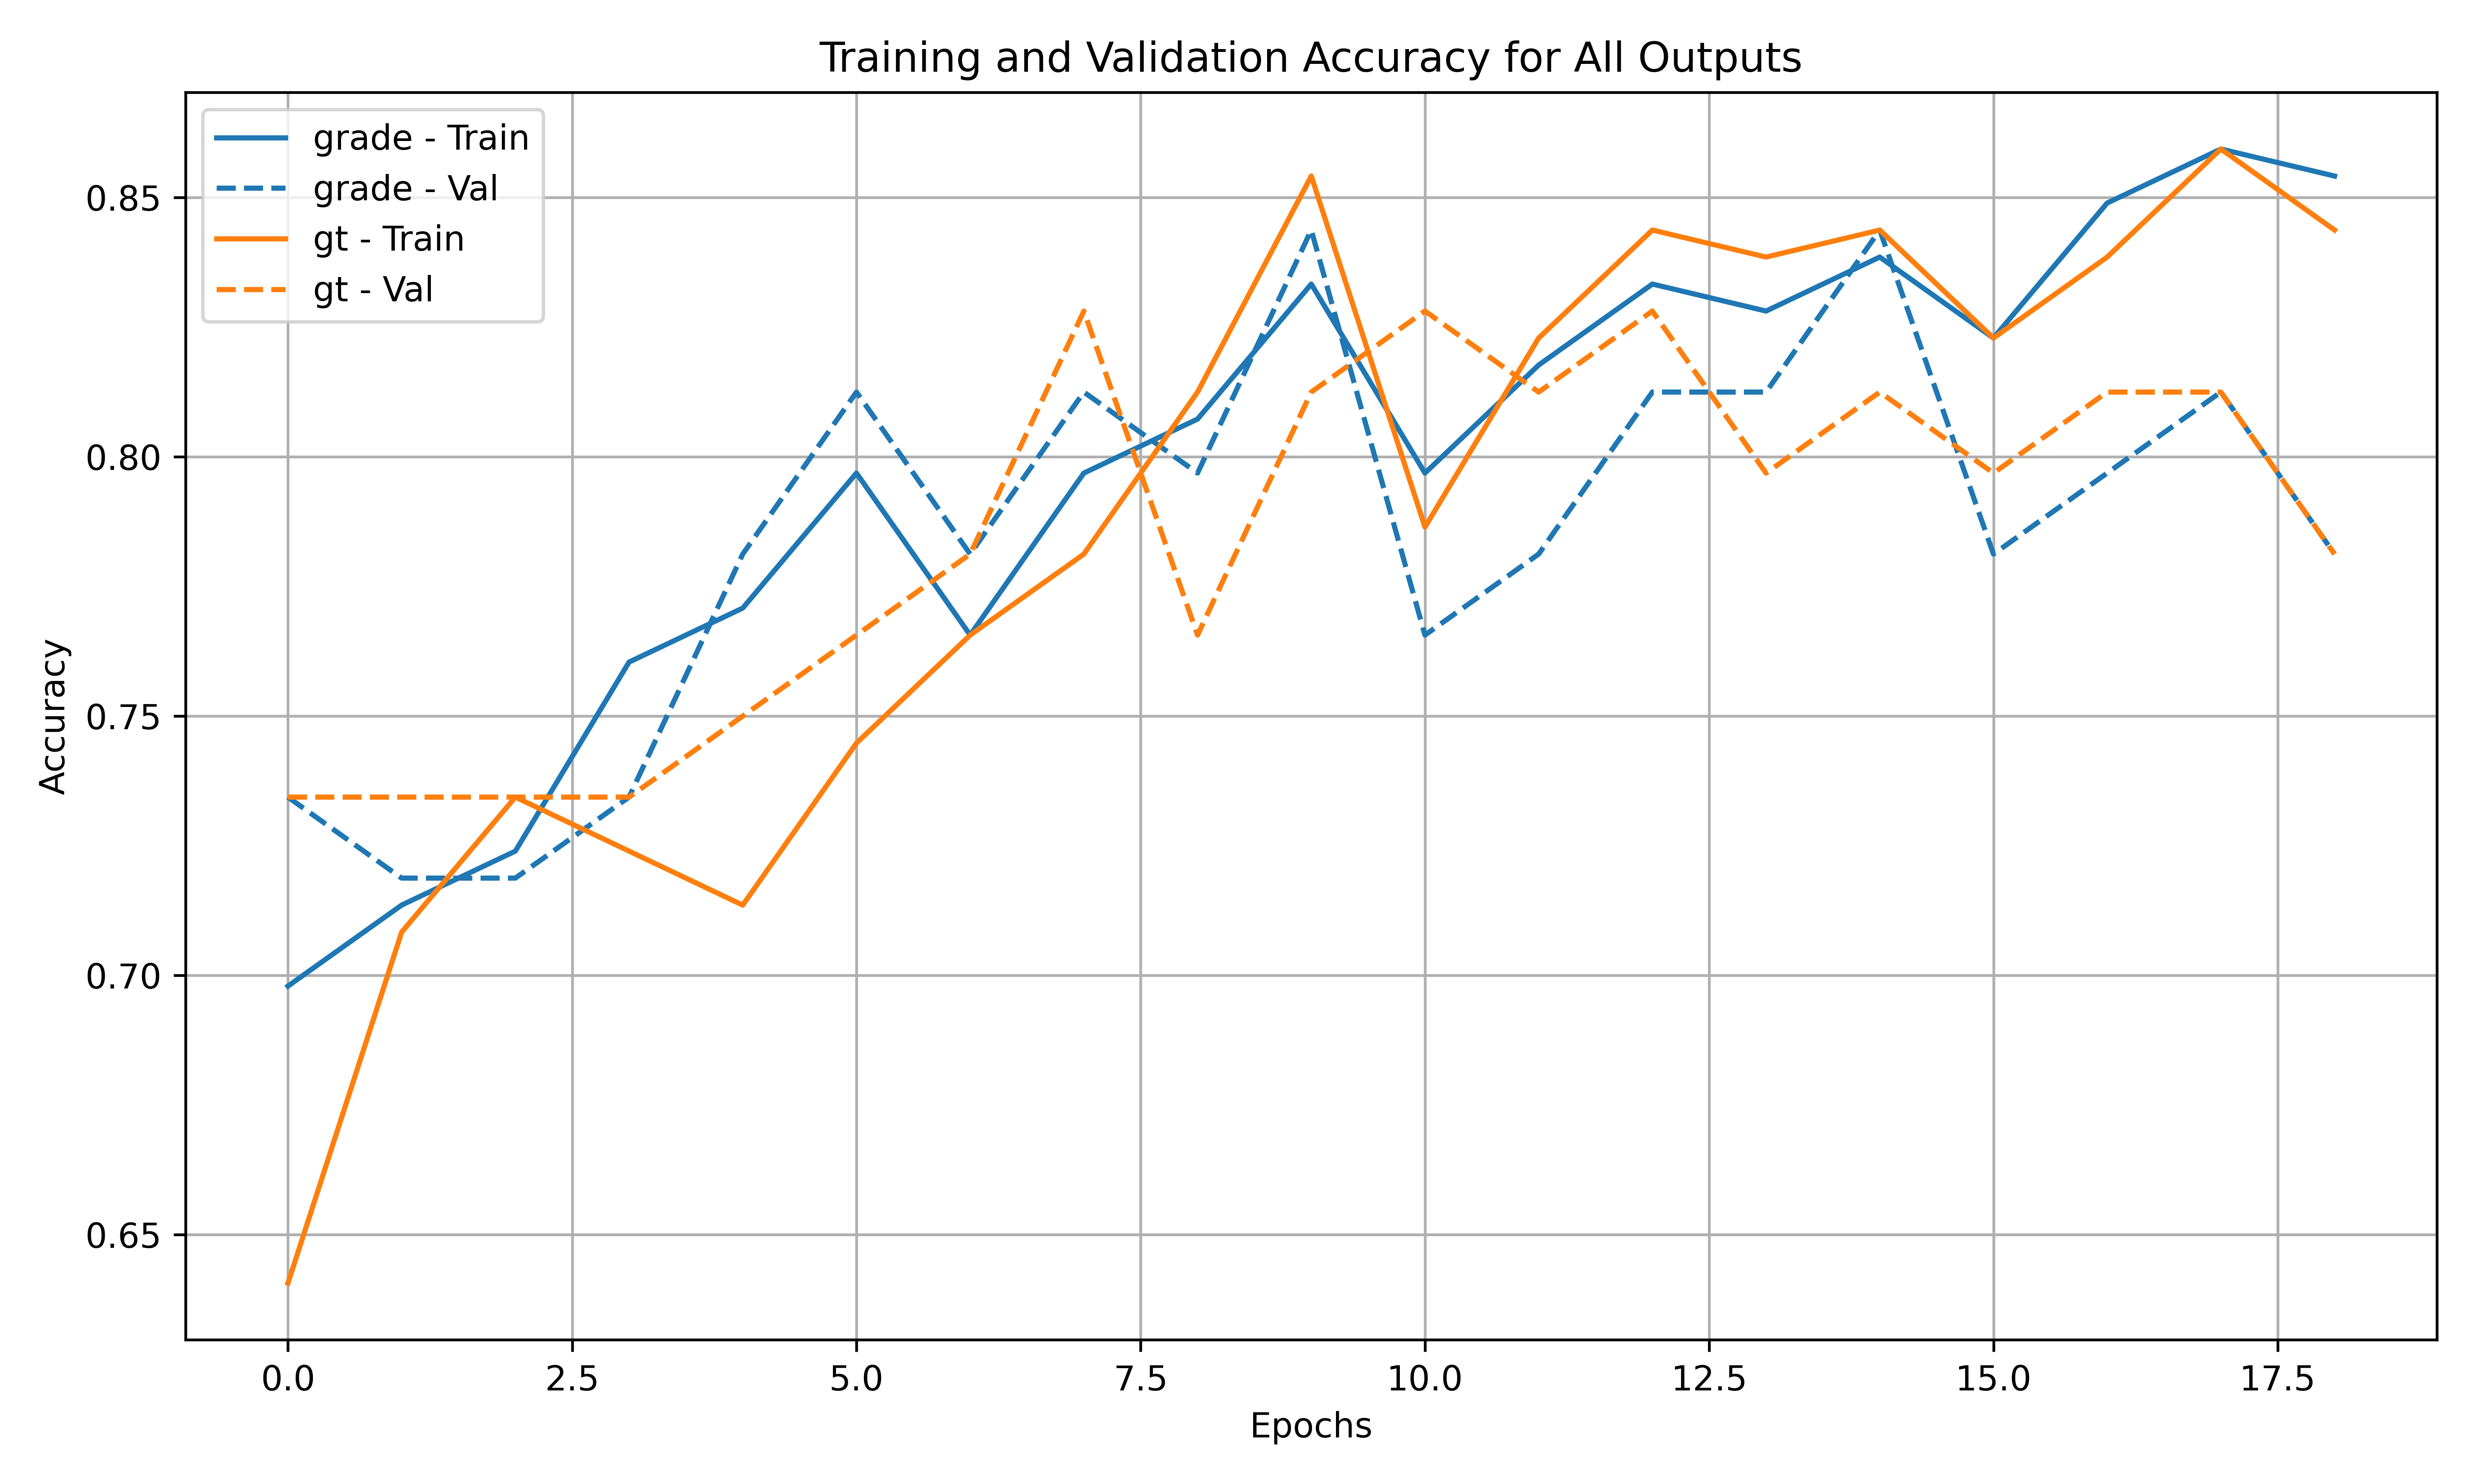 Training and Validation Accuracy for All Outputs
grade - Train
grade - Val
gt - Train
gt - Val
0.85
0.80
0.75
0.70
0.65
Accuracy
0.0 2.5 5.0 7.5 10.0 12.5 15.0 17.5
Epochs